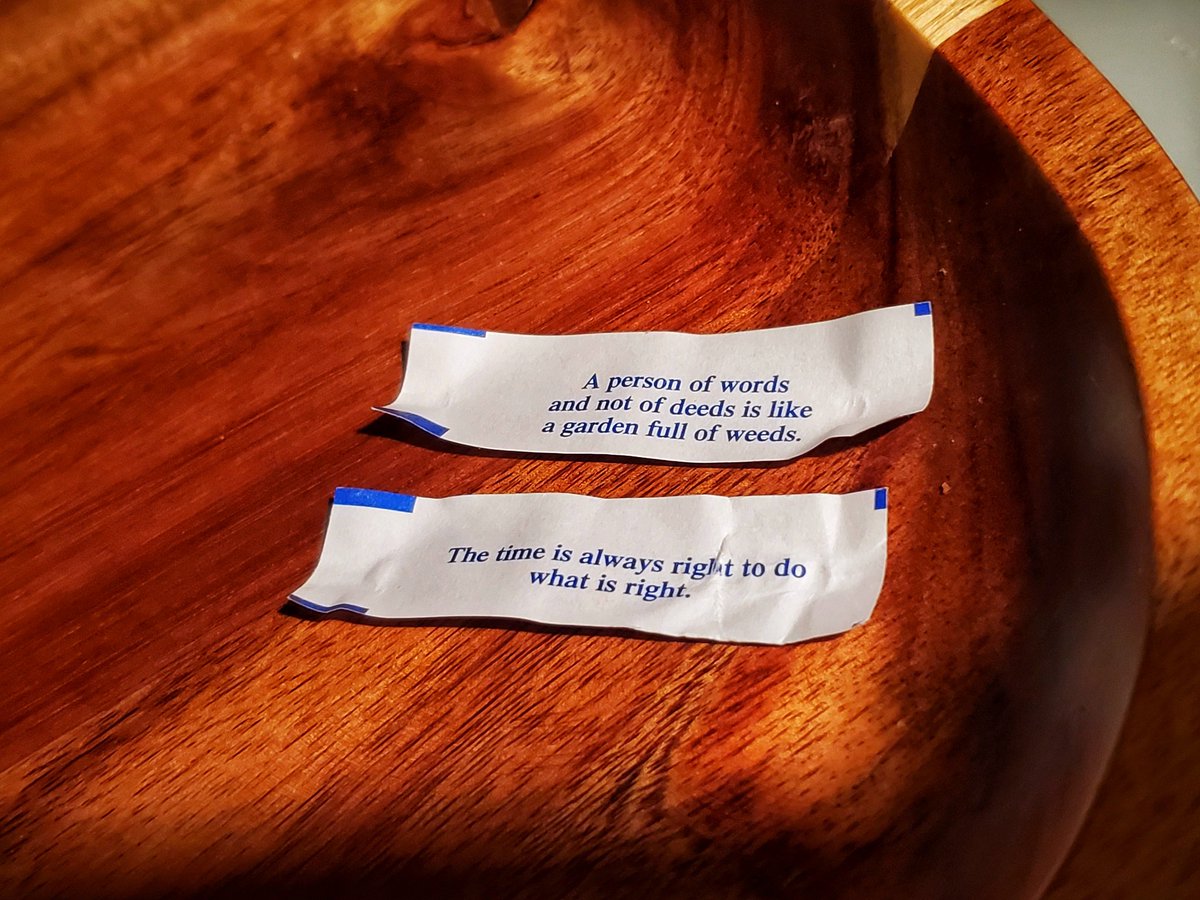 A person of words
and not of deeds is like
a garden full of weeds.
The time is always right to do
what is right.